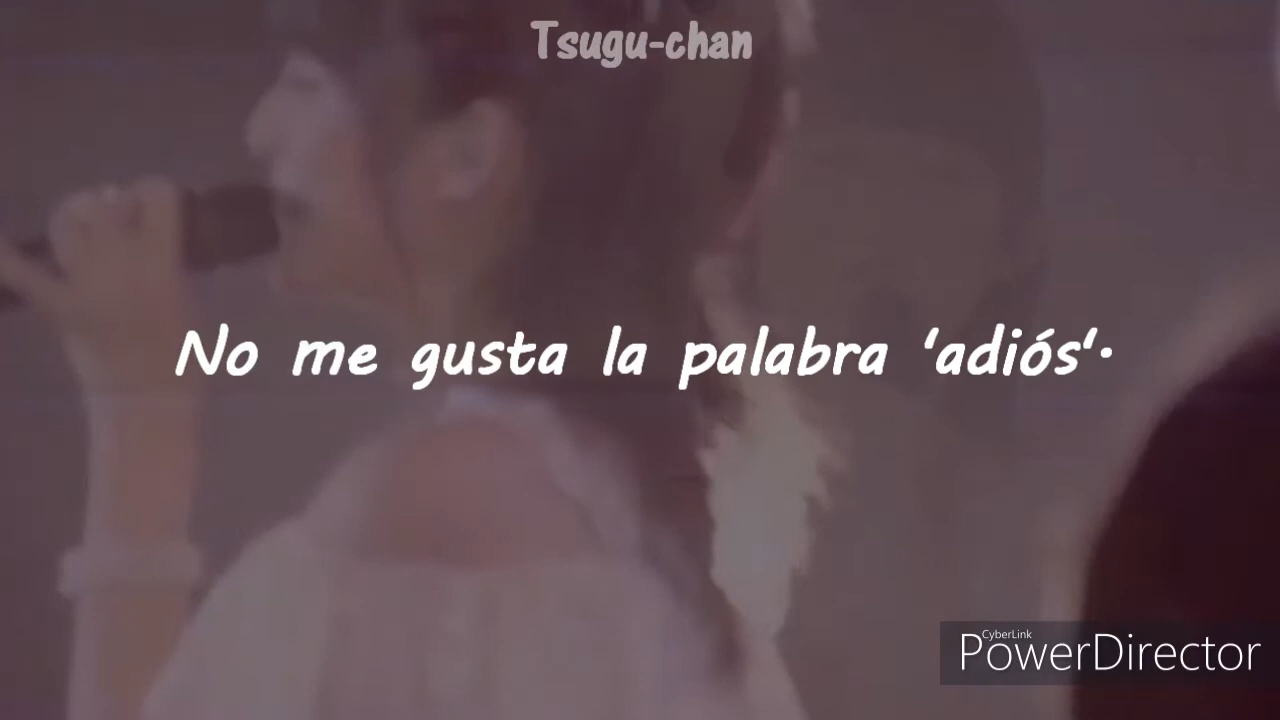 Tsugu-chan
No me gusta la palabra 'adiós'.
CyberLink
PowerDirector